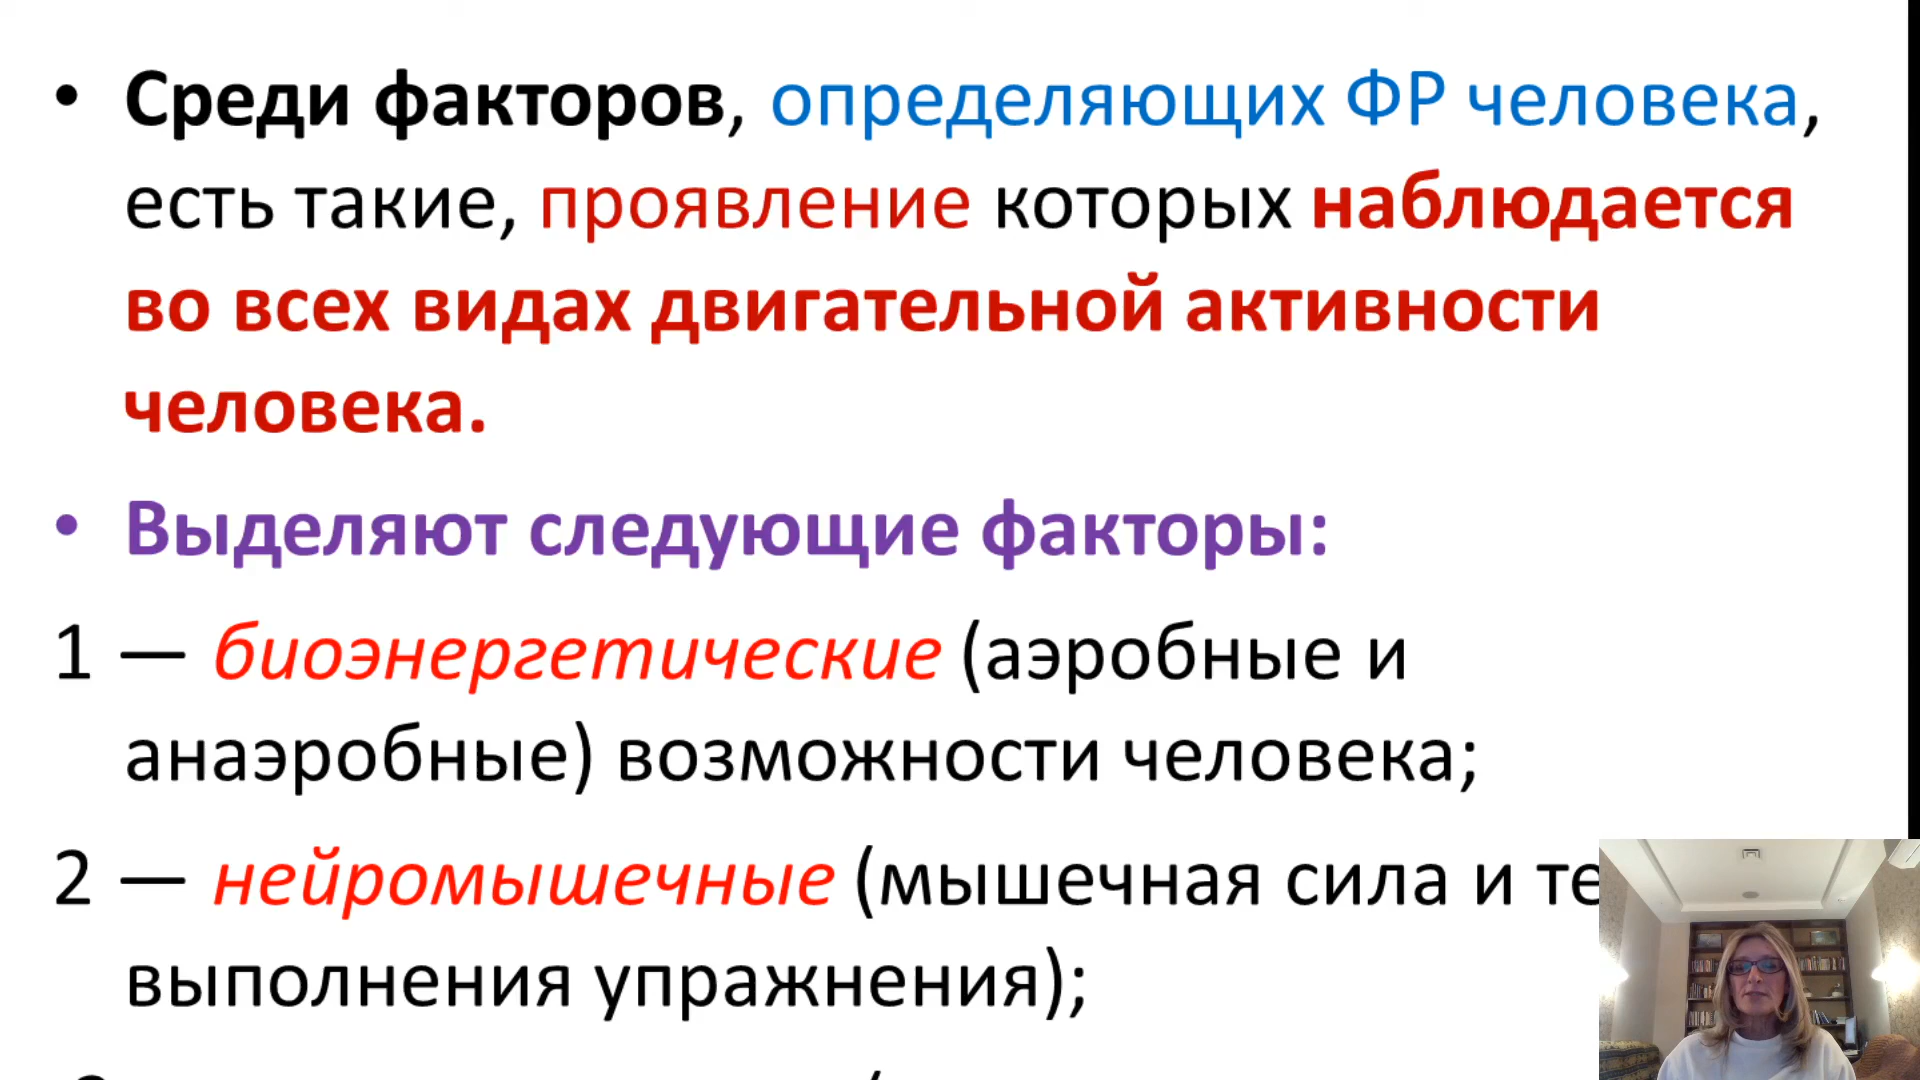 • Среди факторов, определяющих ФР человека,
есть такие, проявление которых наблюдается
во всех видах двигательной активности
человека.
• Выделяют следующие факторы:
1 — биоэнергетические (аэробные и
анаэробные) возможности человека;
2 — нейромышечные (мышечная сила и
выполнения упражнения);